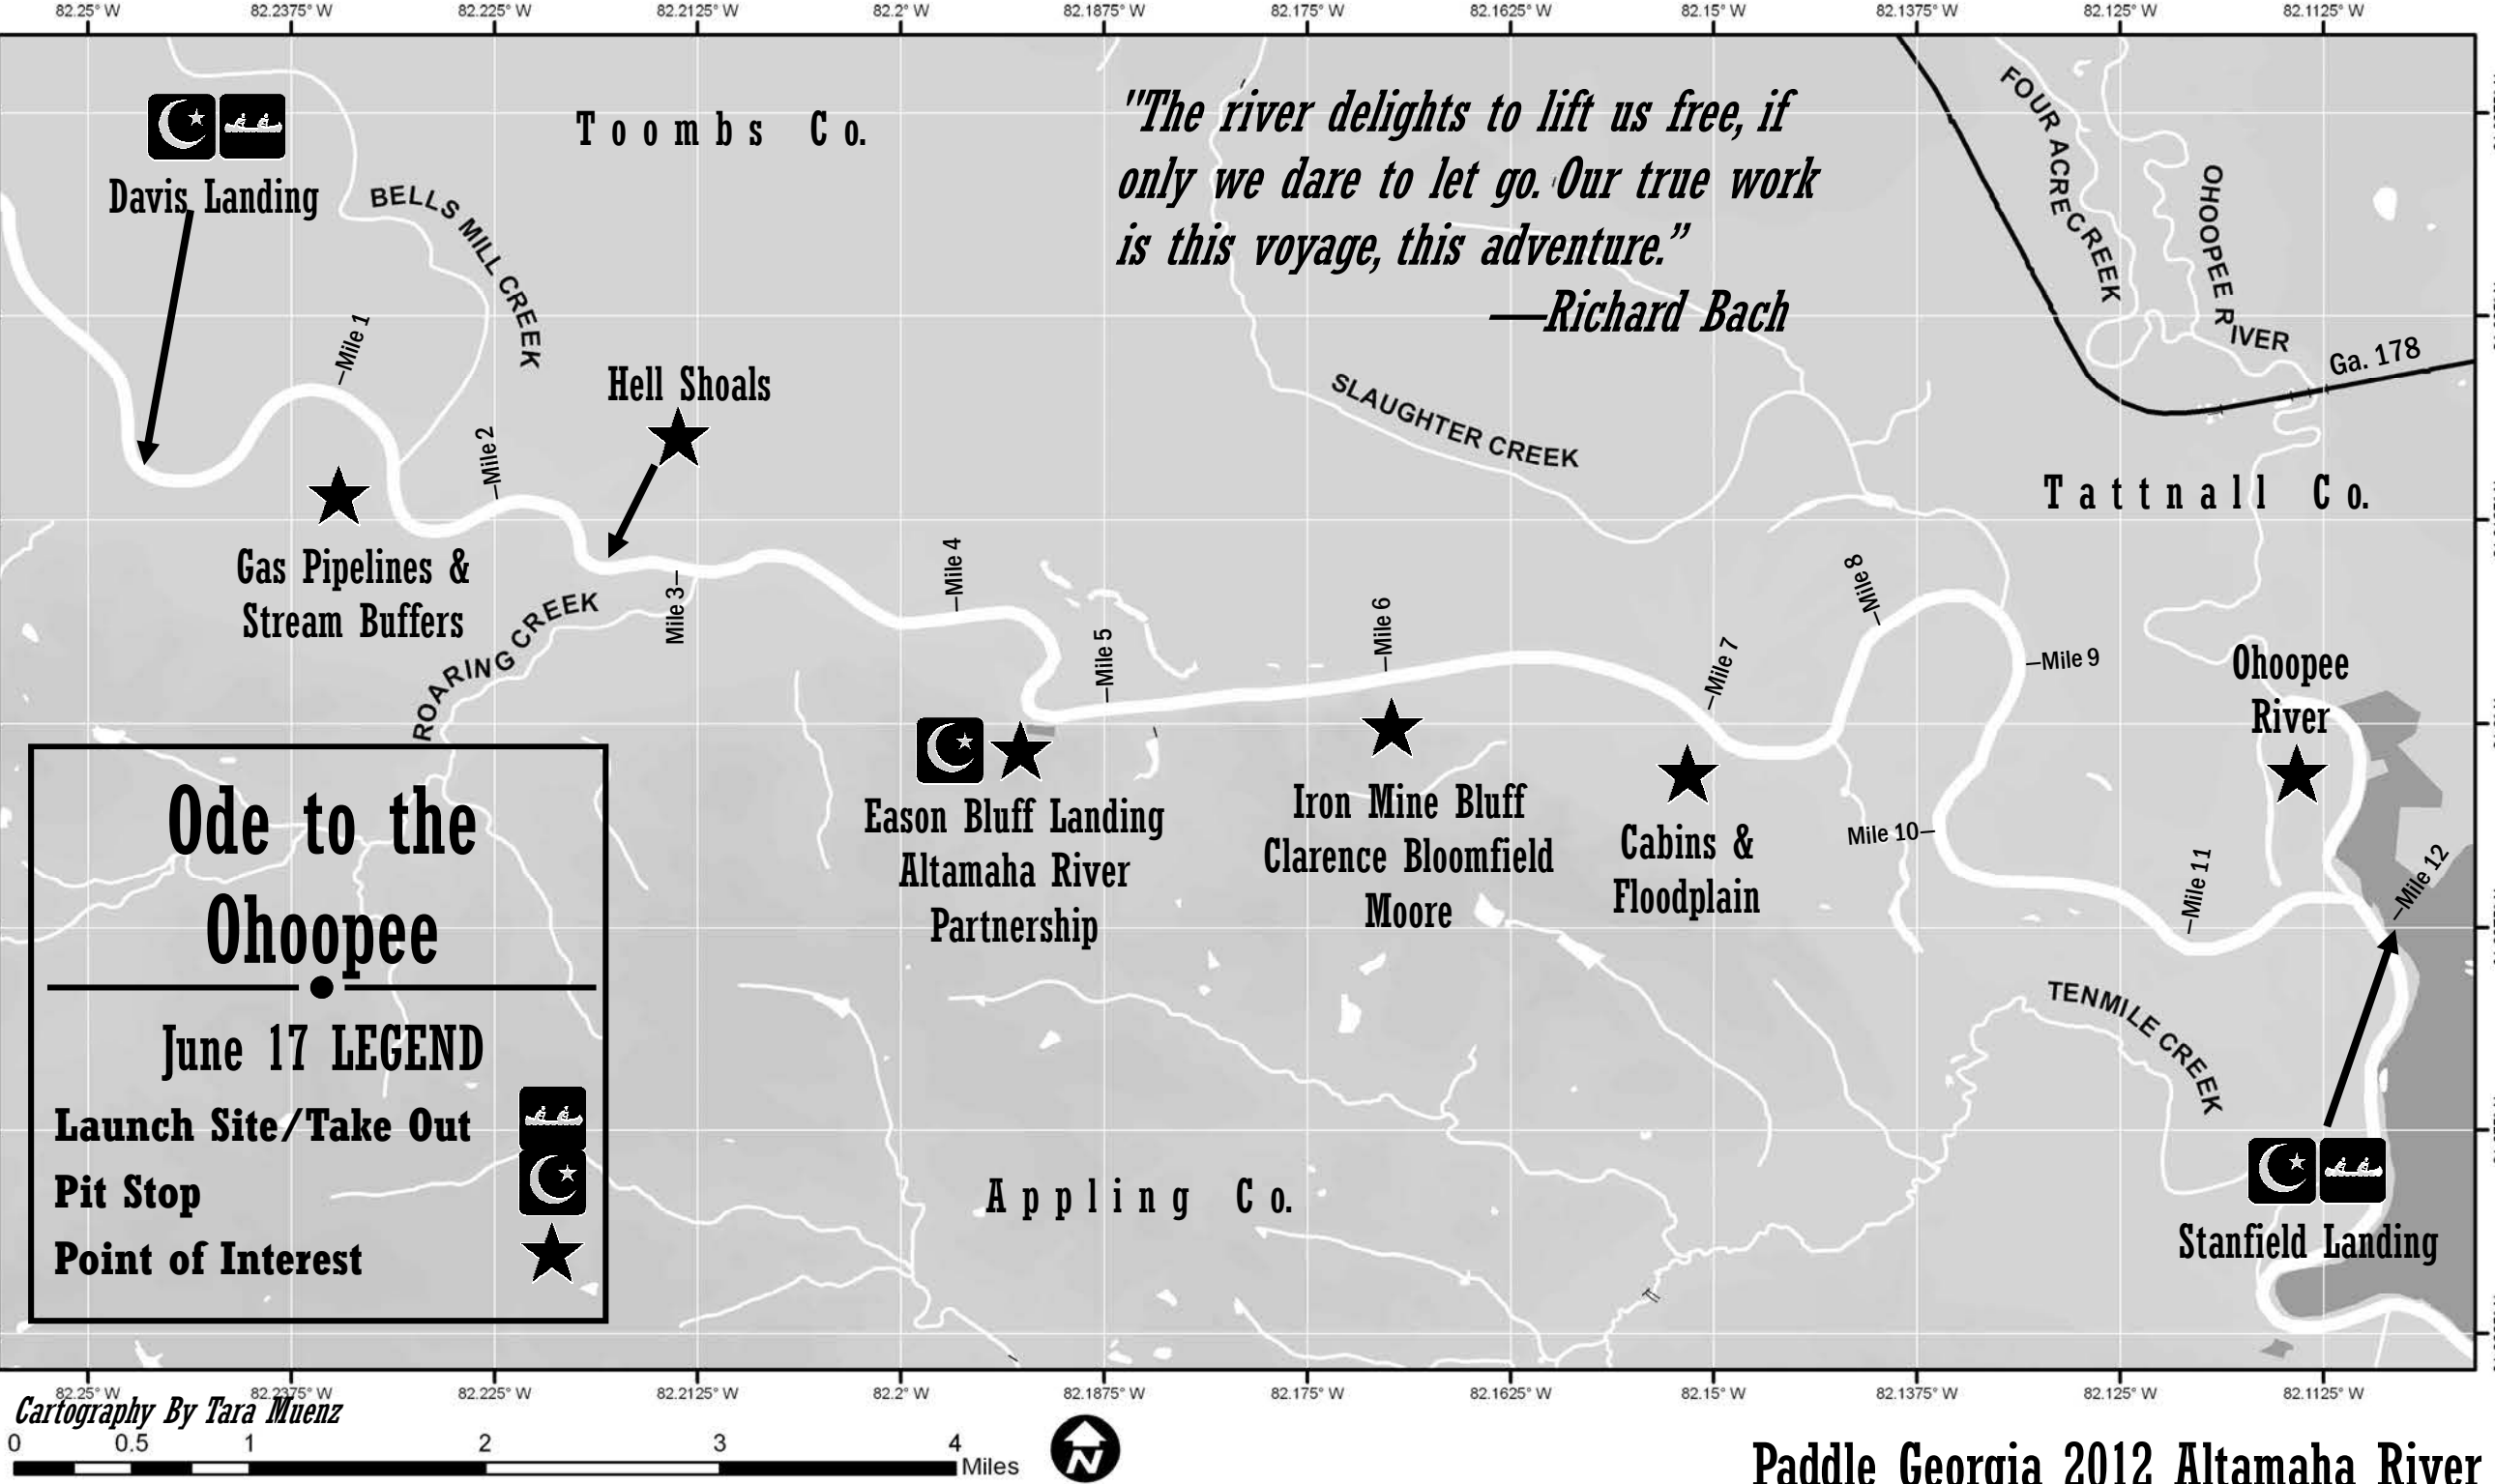 82.25° W
82.2375° W
82.225° W
82.2125° W
82.2° W
82.1875° W
82.175° W
82.1625° W
82.15° W
82.1375° W
82.125° W
82.1125° W
Davis Landing
Toombs Co.
"The river delights to lift us free, if
only we dare to let go. Our true work
is this voyage, this adventure.”
—Richard Bach
FOUR ACRE CREEK
OHOOPEE RIVER
BELLS MILL CREEK
Ga. 178
Mile 1
Hell Shoals
SLAUGHTER CREEK
Mile 2
Tattnall Co.
Gas Pipelines &
Stream Buffers
ROARING CREEK
Mile 3
Mile 4
Mile 5
Mile 6
Mile 7
Mile 8
Mile 9
Ohoopee
River
Eason Bluff Landing
Altamaha River
Partnership
Iron Mine Bluff
Clarence Bloomfield
Moore
Cabins &
Floodplain
Mile 10
Mile 11
Mile 12
Ode to the
Ohoopee
June 17 LEGEND
Launch Site/Take Out
Pit Stop
Point of Interest
TENMILE CREEK
Appling Co.
Stanfield Landing
82.25° W
82.2375° W
82.225° W
82.2125° W
82.2° W
82.1875° W
82.175° W
82.1625° W
82.15° W
82.1375° W
82.125° W
82.1125° W
Cartography By Tara Muenz
0 0.5 1 2 3 4
Miles
N
Paddle Georgia 2012 Altamaha River